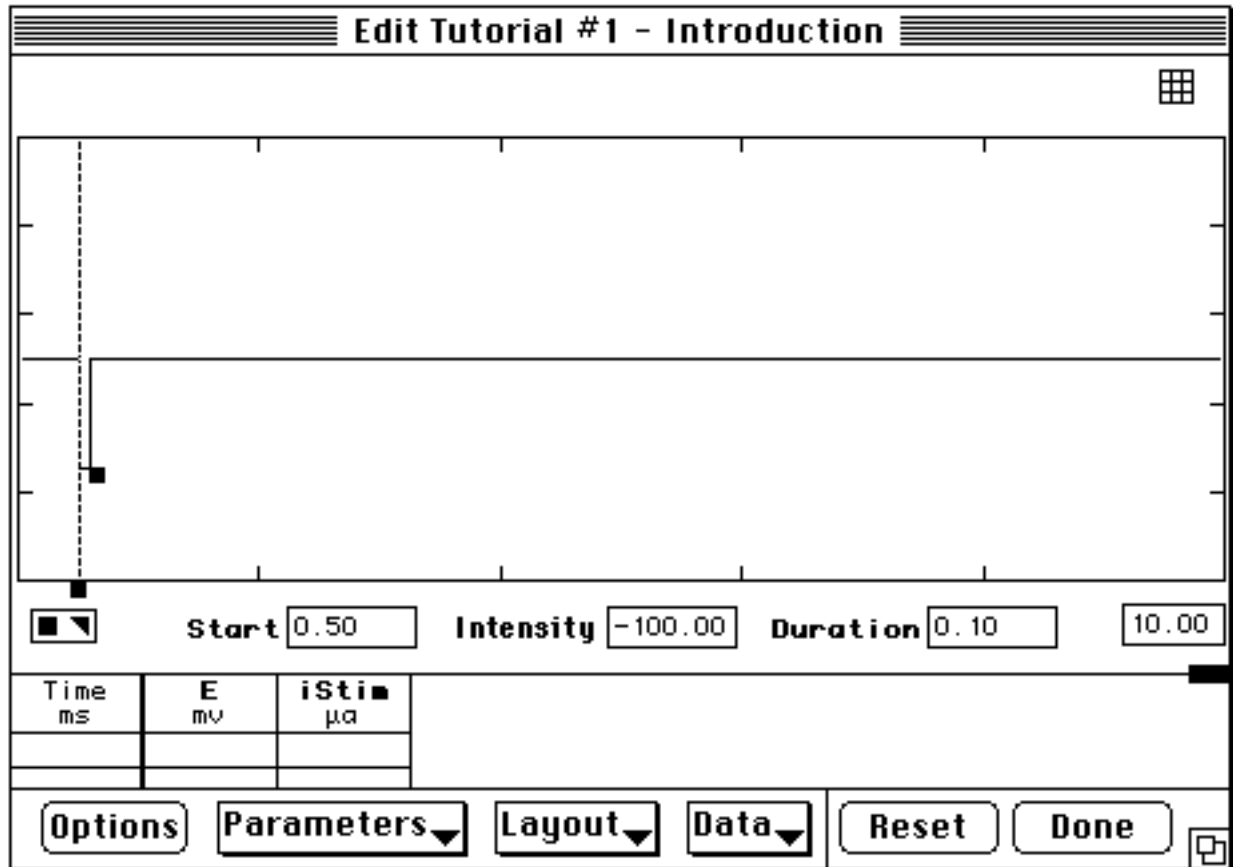 Edit Tutorial #1 - Introduction
Start 0.50 Intensity -100.00 Duration 0.10 10.00
Time E iStim
ms mv µa
Options Parameters Layout Data Reset Done